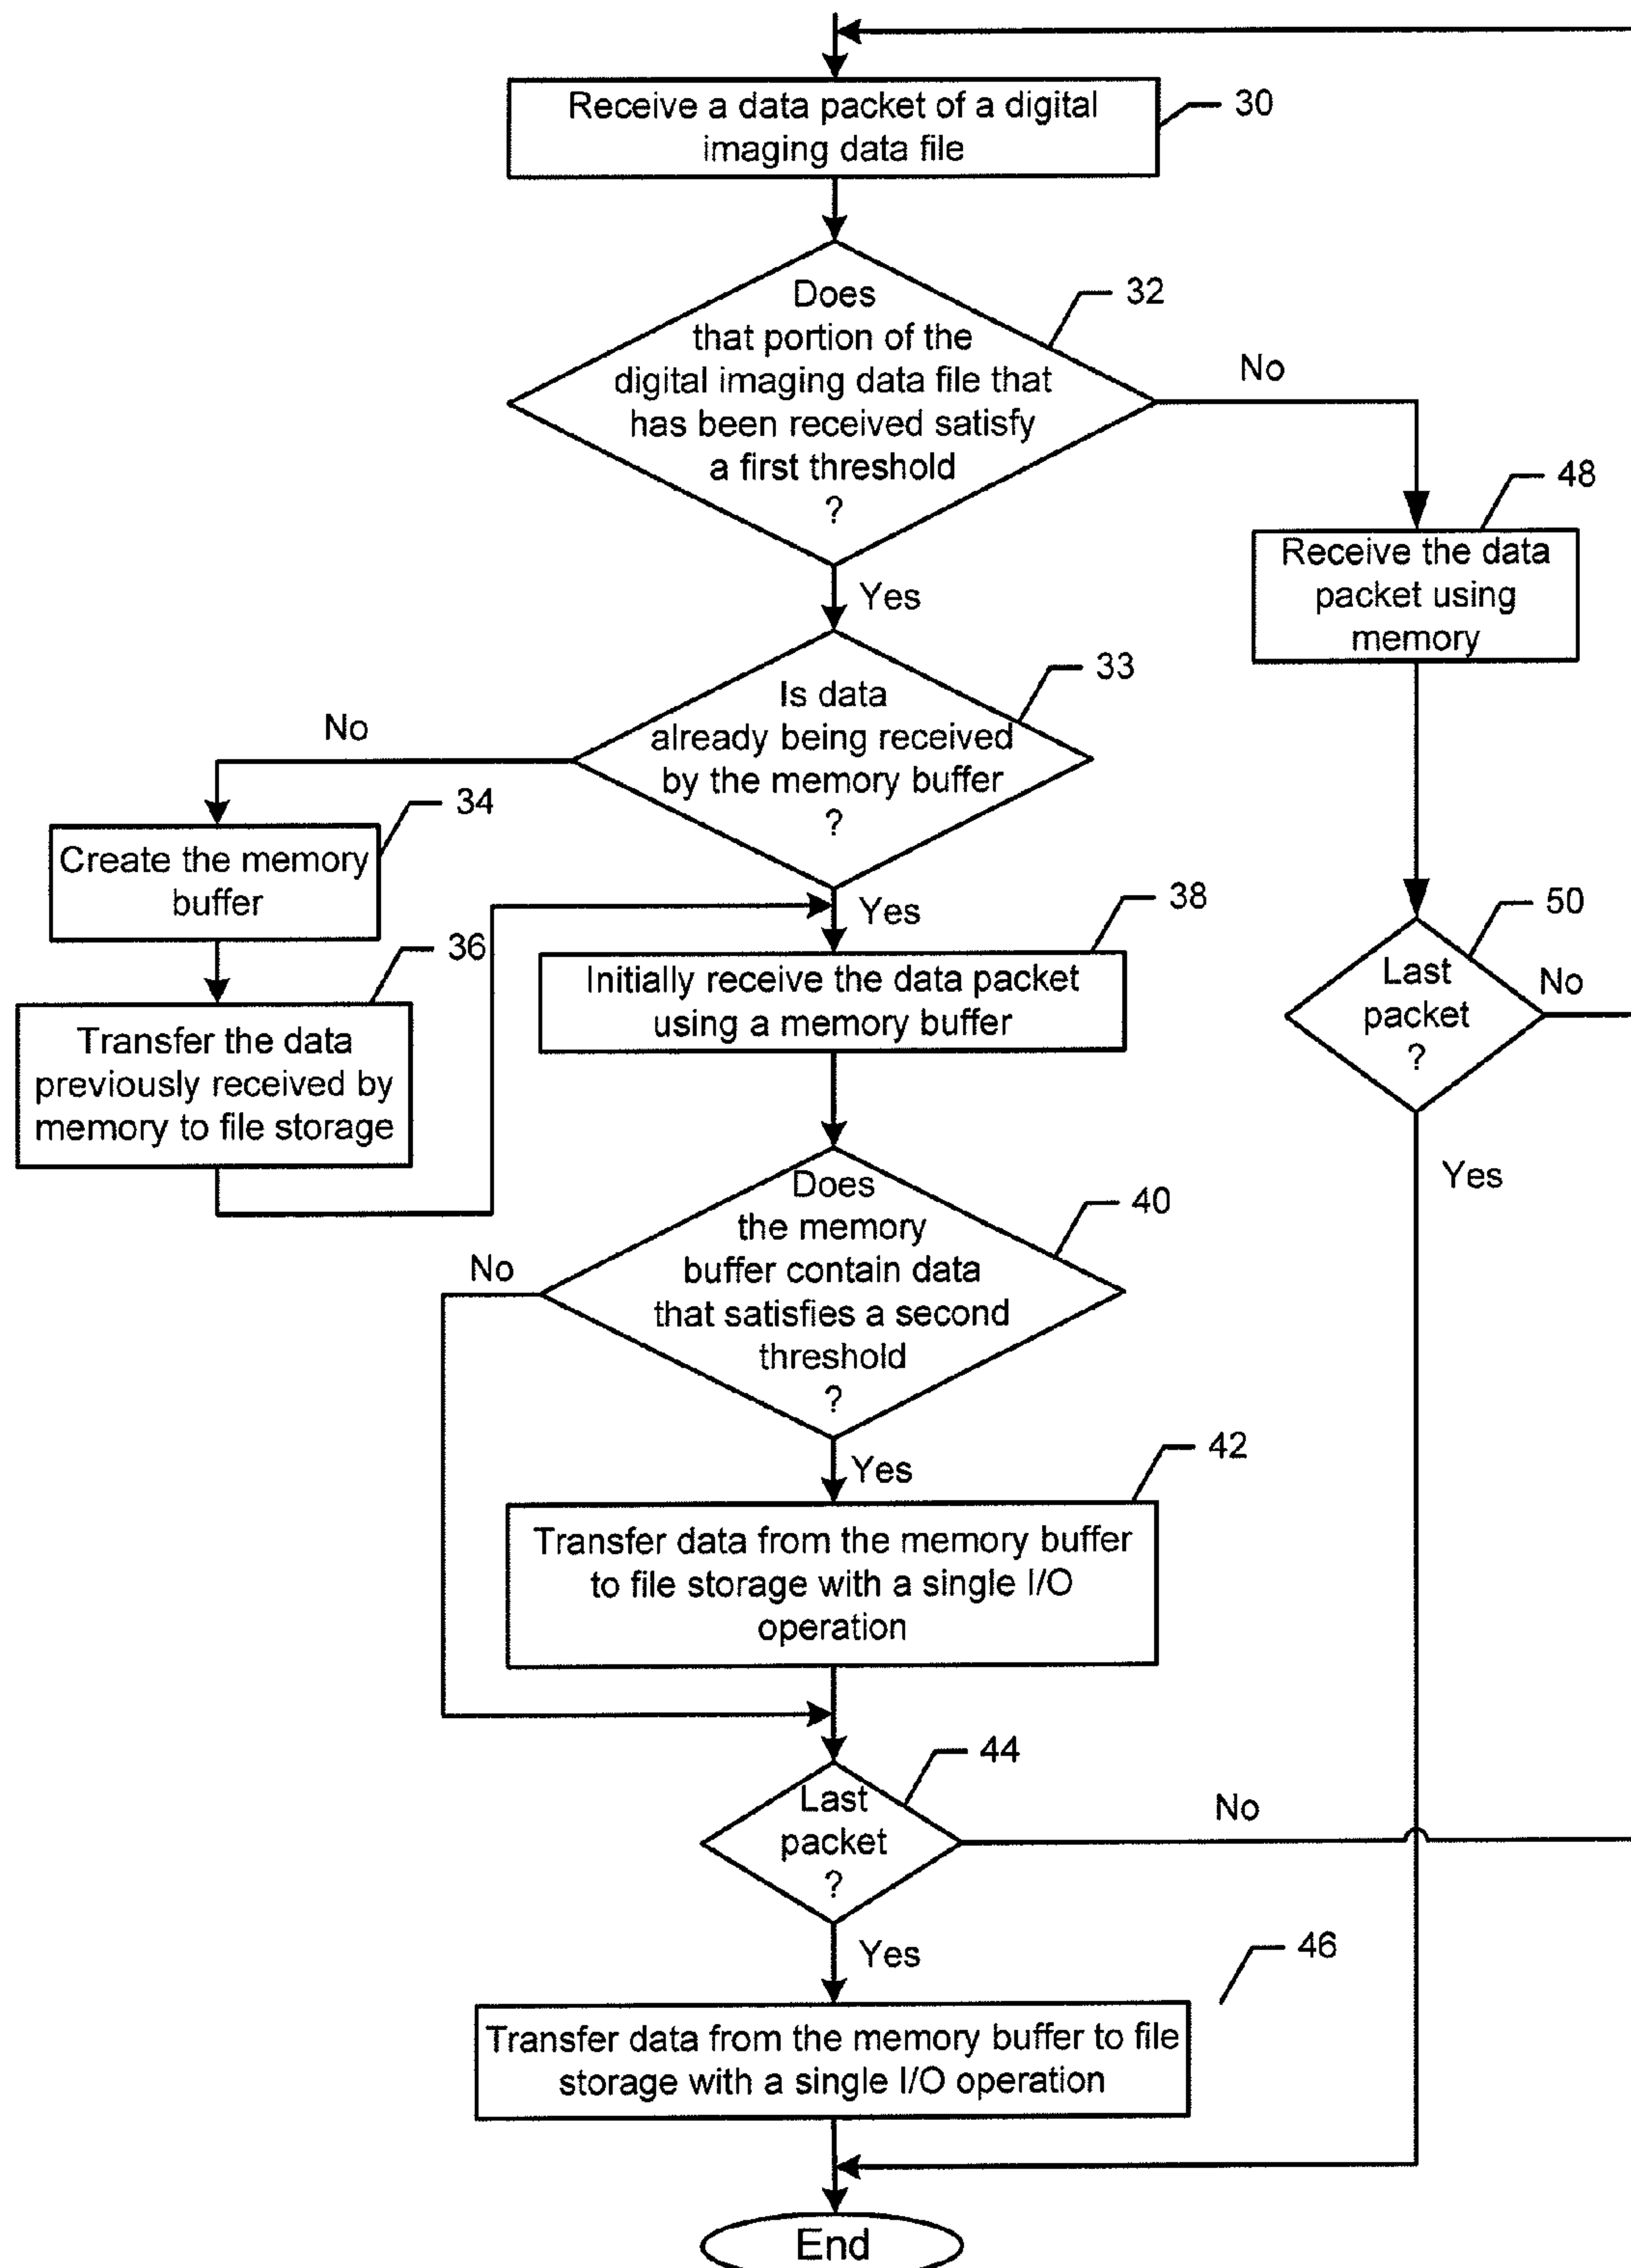 Receive a data packet of a digital
imaging data file
30
Does
that portion of the
digital imaging data file that
has been received satisfy
a first threshold
?
32
No
Yes
48
Receive the data
packet using
memory
33
Is data
already being received
by the memory buffer
?
No
Yes
34
Create the memory
buffer
36
Transfer the data
previously received by
memory to file storage
38
Initially receive the data packet
using a memory buffer
50
Last
packet
?
No
Yes
40
Does
the memory
buffer contain data
that satisfies a second
threshold
?
No
Yes
42
Transfer data from the memory buffer
to file storage with a single I/O
operation
44
Last
packet
?
No
Yes
46
Transfer data from the memory buffer to file
storage with a single I/O operation
End